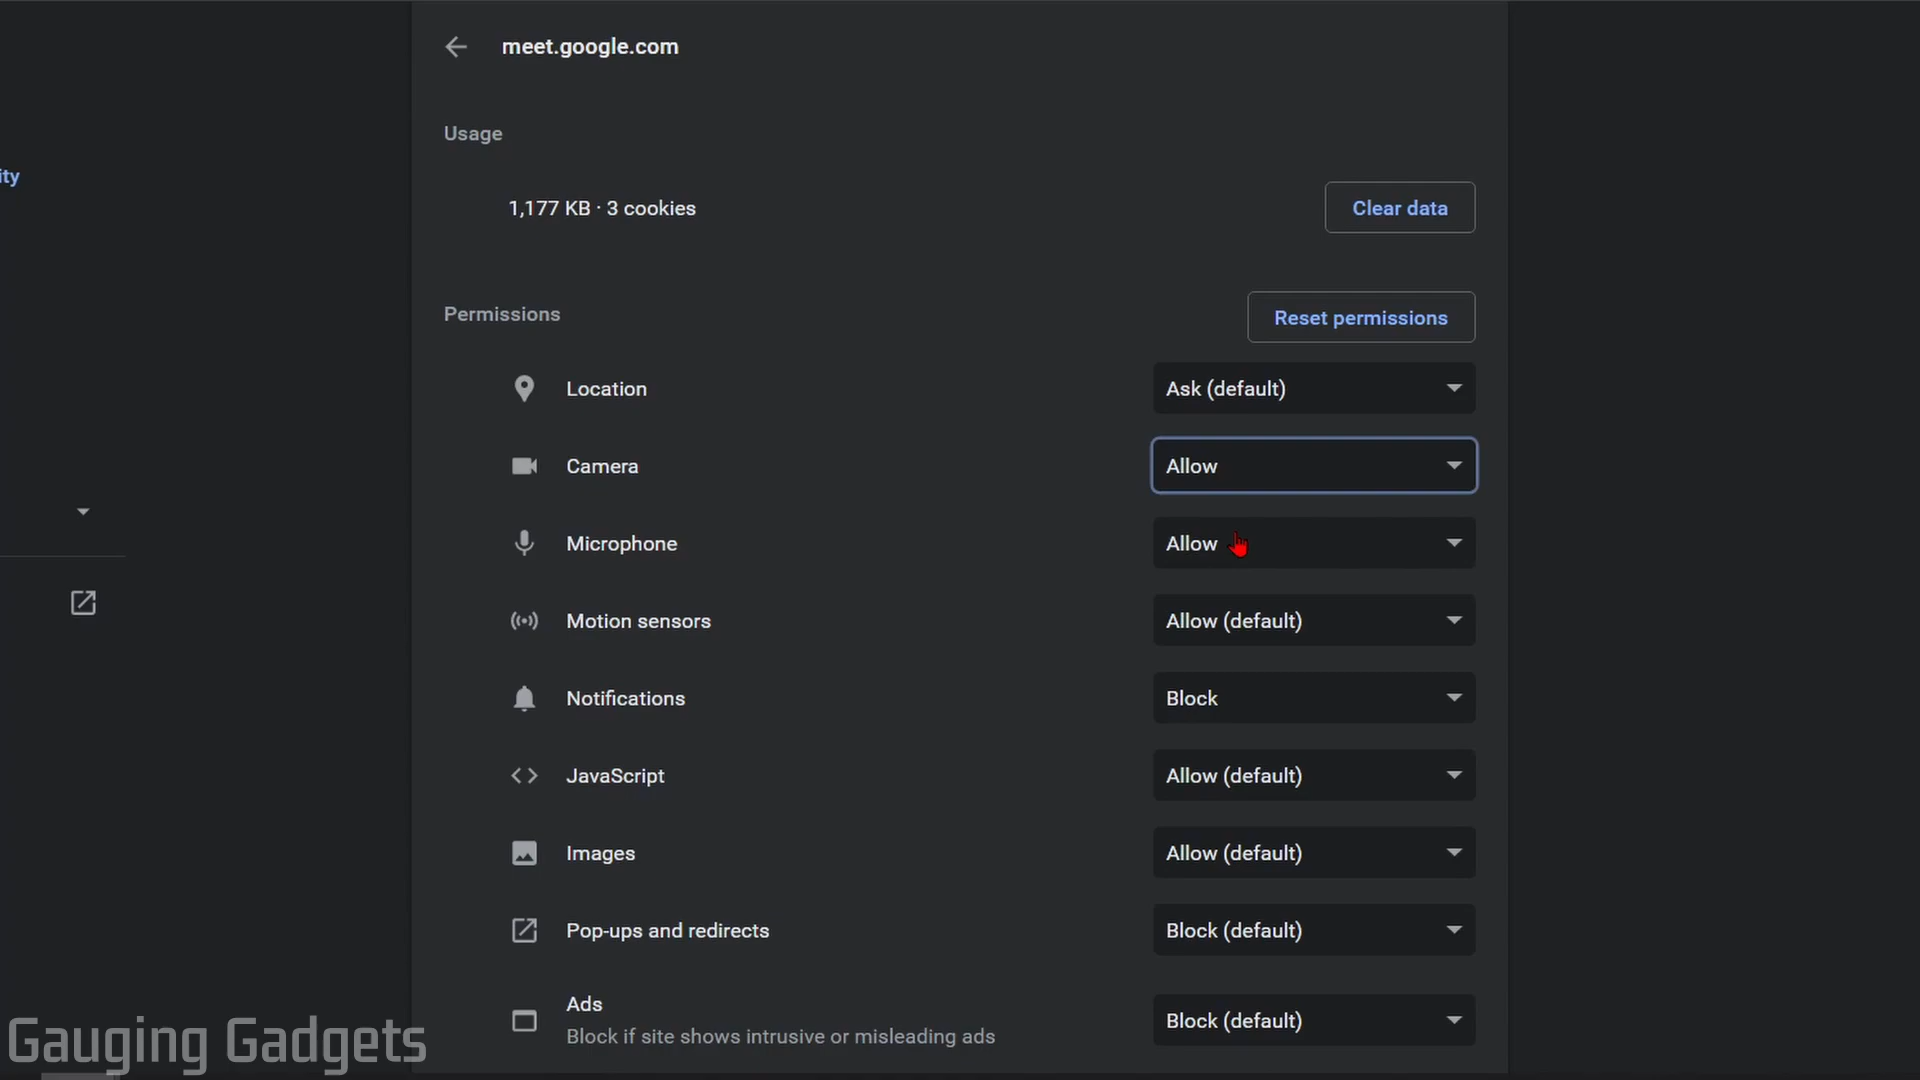 meet.google.com
Usage
ity
1,177 KB · 3 cookies
Clear data
Permissions
Reset permissions
Location
Ask (default)
Camera
Allow
Microphone
Allow
Motion sensors
Allow (default)
Notifications
Block
JavaScript
Allow (default)
Images
Allow (default)
Pop-ups and redirects
Block (default)
Ads
Block if site shows intrusive or misleading ads
Block (default)
Gauging Gadgets